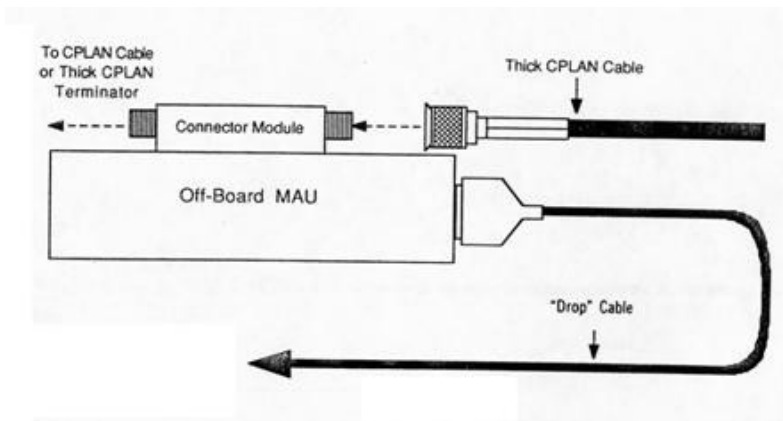 To CPLAN Cable
or Thick CPLAN
Terminator
Thick CPLAN Cable
Connector Module
Off-Board MAU
"Drop" Cable